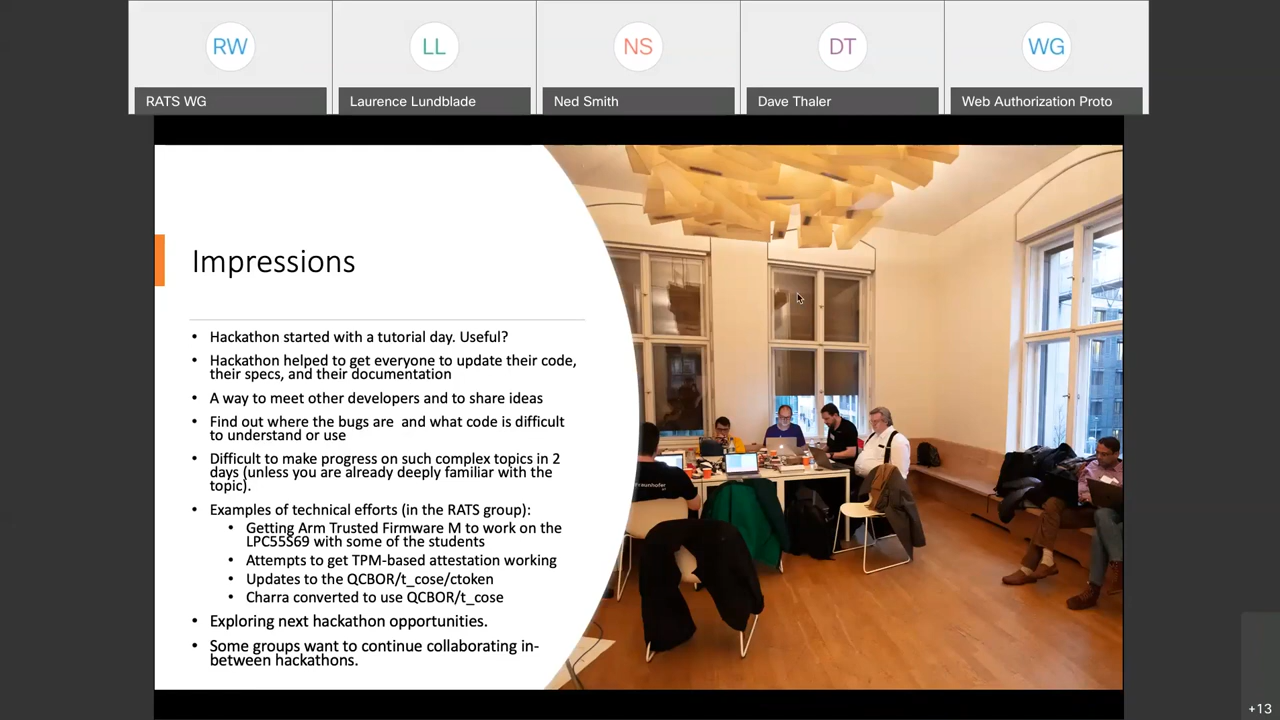 RW
LL
NS
DT
WG
RATS WG
Laurence Lundblade
Ned Smith
Dave Thaler
Web Authorization Proto
Impressions
• Hackathon started with a tutorial day. Useful?
• Hackathon helped to get everyone to update their code,
their specs, and their documentation
• A way to meet other developers and to share ideas
• Find out where the bugs are and what code is difficult
to understand or use
• Difficult to make progress on such complex topics in 2
days (unless you are already deeply familiar with the
topic).
• Examples of technical efforts (in the RATS group):
• Getting Arm Trusted Firmware M to work on the
LPC55S69 with some of the students
• Attempts to get TPM-based attestation working
• Updates to the QCBOR/t_cose/ctoken
• Charra converted to use QCBOR/t_cose
• Exploring next hackathon opportunities.
• Some groups want to continue collaborating in-
between hackathons.
+13